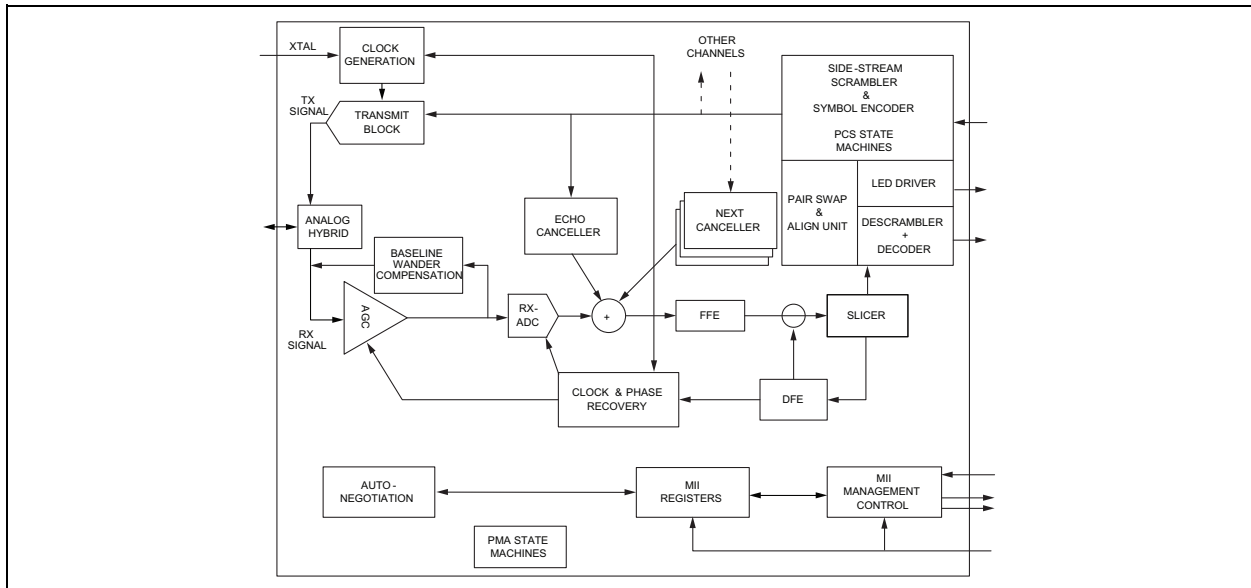 XTAL
CLOCK
GENERATION
OTHER
CHANNELS
SIDE-STREAM
SCRAMBLER
&
SYMBOL ENCODER
PCS STATE
MACHINES
TX
SIGNAL
TRANSMIT
BLOCK
PAIR SWAP
&
ALIGN UNIT
LED DRIVER
DESCRAMBLER
+
DECODER
ANALOG
HYBRID
ECHO
CANCELLER
NEXT
CANCELLER
BASELINE
WANDER
COMPENSATION
AGC
RX
SIGNAL
RX-
ADC
+
FFE
SLICER
CLOCK & PHASE
RECOVERY
DFE
AUTO-
NEGOTIATION
MII
REGISTERS
MII
MANAGEMENT
CONTROL
PMA STATE
MACHINES